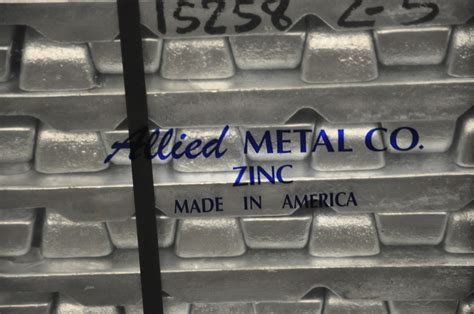 15258 2-5
Allied METAL CO.
ZINC
MADE IN AMERICA